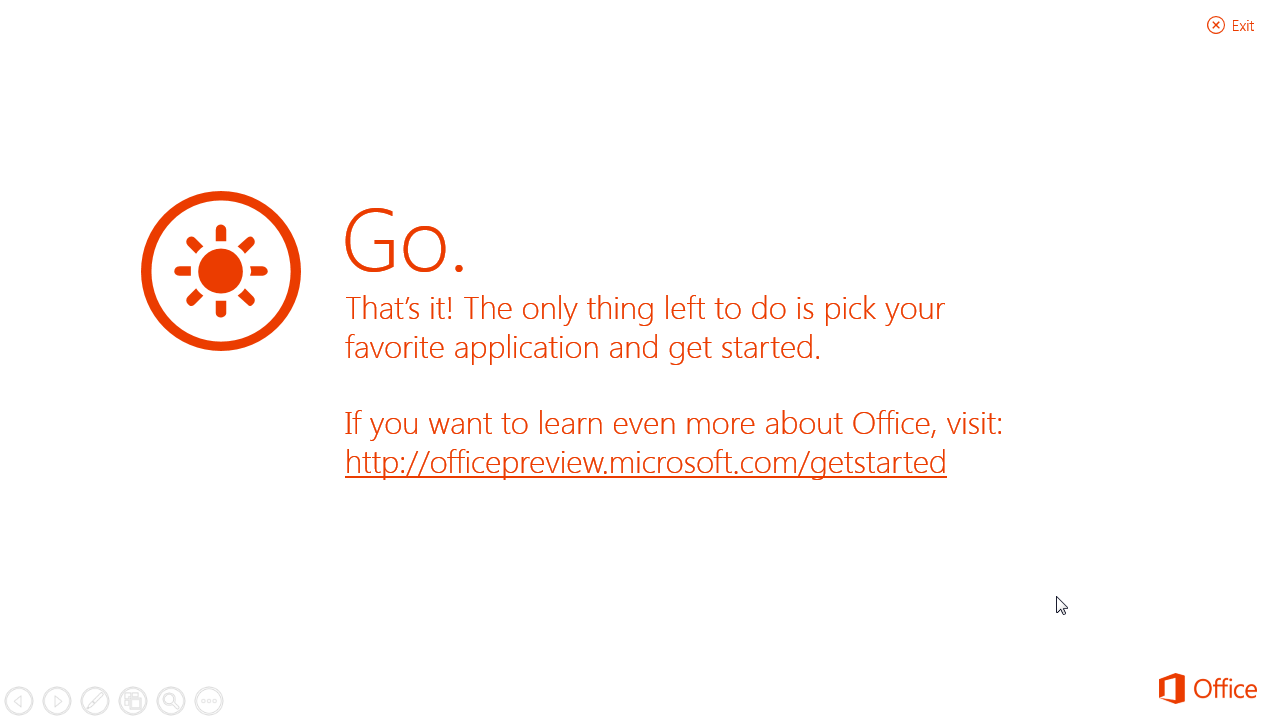 Exit
Go.
That's it! The only thing left to do is pick your
favorite application and get started.
If you want to learn even more about Office, visit:
http://officepreview.microsoft.com/getstarted
Office